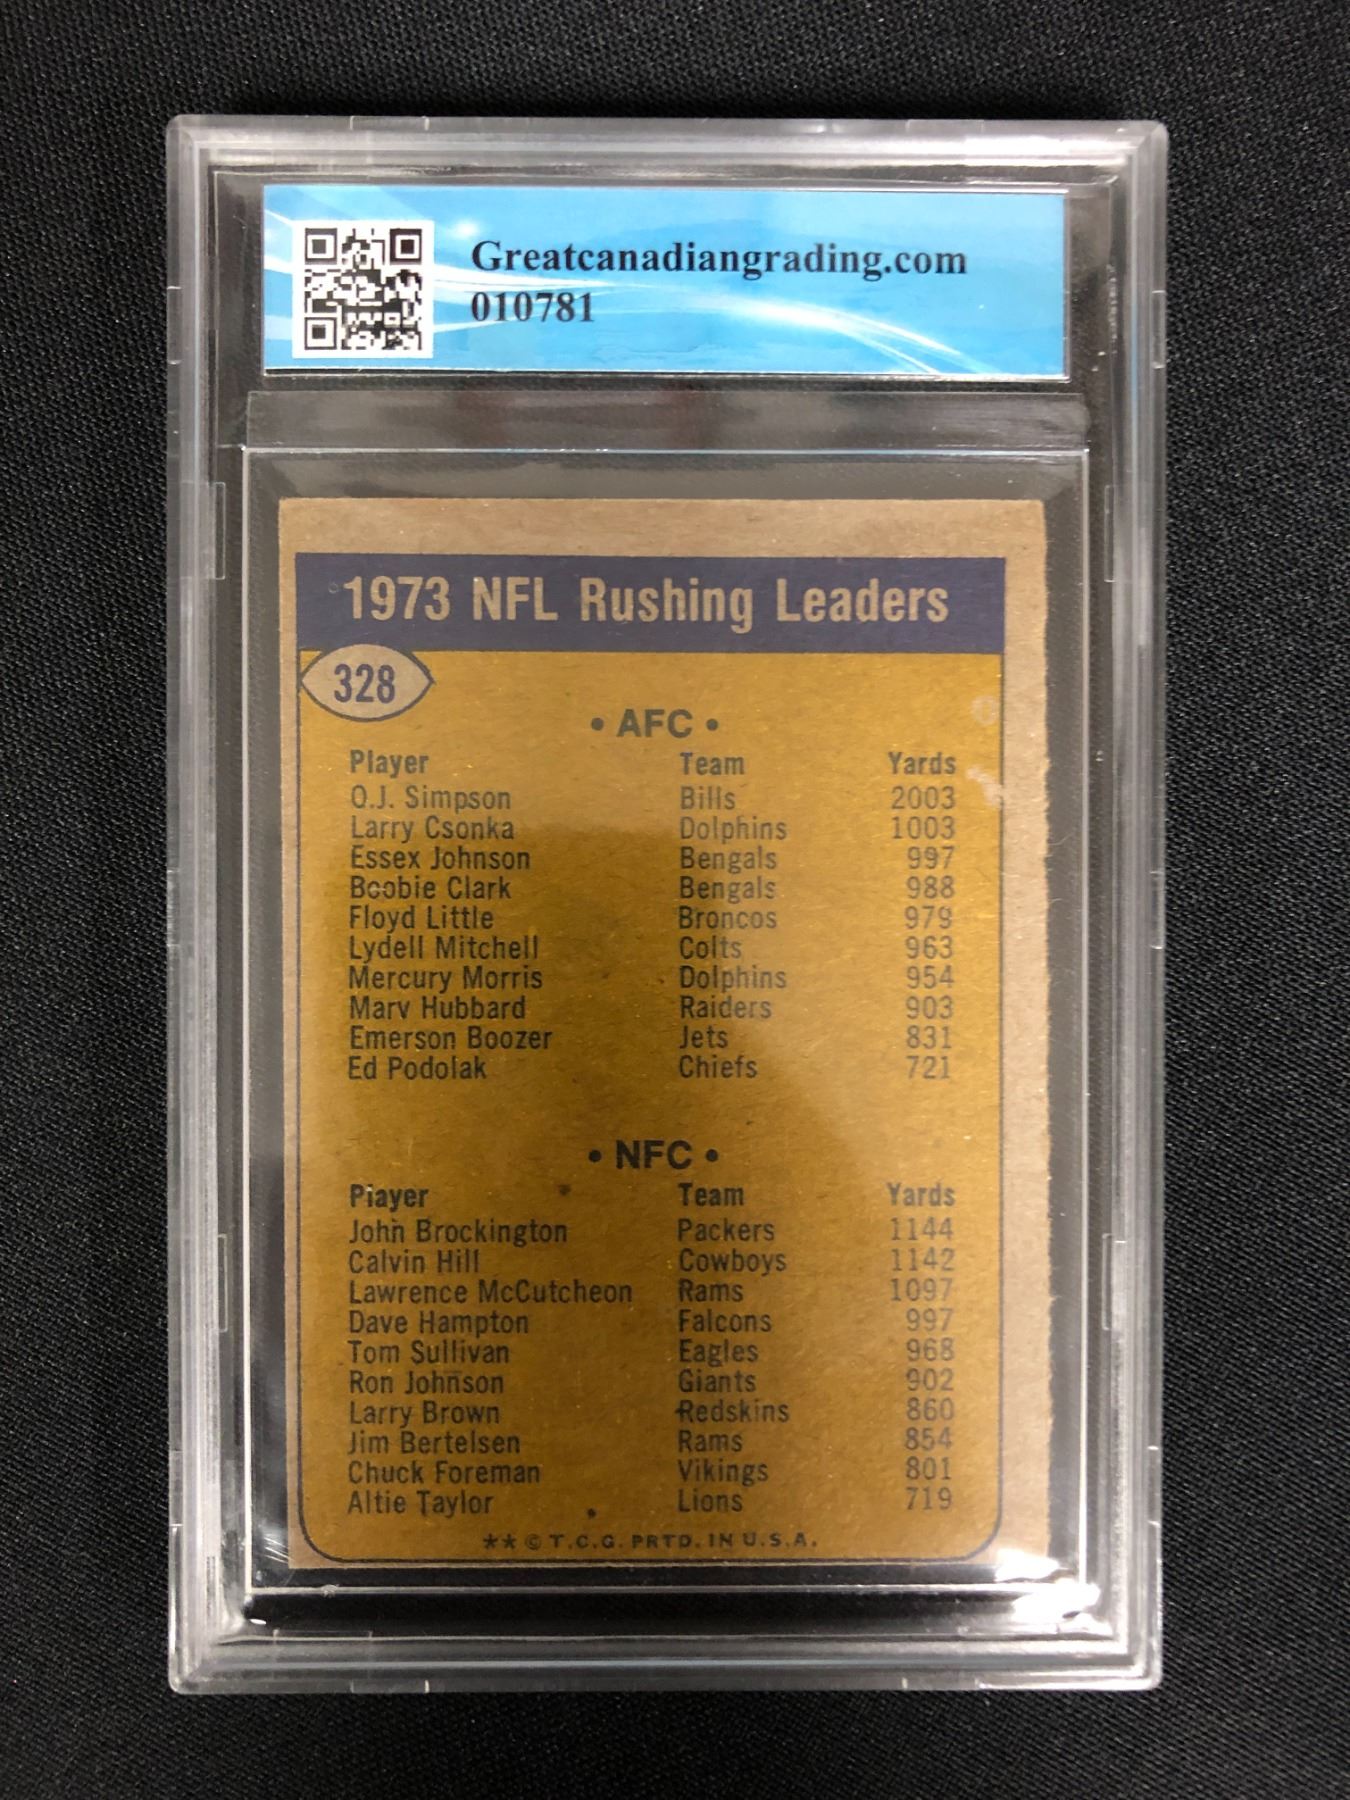 Greatcanadiangrading.com
010781
1973 NFL Rushing Leaders
328
• AFC •
Player Team Yards
O.J. Simpson Bills 2003
Larry Csonka Dolphins 1003
Essex Johnson Bengals 997
Boobie Clark Bengals 988
Floyd Little Broncos 979
Lydell Mitchell Colts 963
Mercury Morris Dolphins 954
Marv Hubbard Raiders 903
Emerson Boozer Jets 831
Ed Podolak Chiefs 721
• NFC •
Player Team Yards
John Brockington Packers 1144
Calvin Hill Cowboys 1142
Lawrence McCutcheon Rams 1097
Dave Hampton Falcons 997
Tom Sullivan Eagles 968
Ron Johnson Giants 902
Larry Brown Redskins 860
Jim Bertelsen Rams 854
Chuck Foreman Vikings 801
Altie Taylor Lions 719
** © T.C.G. PRTD. IN U.S.A.